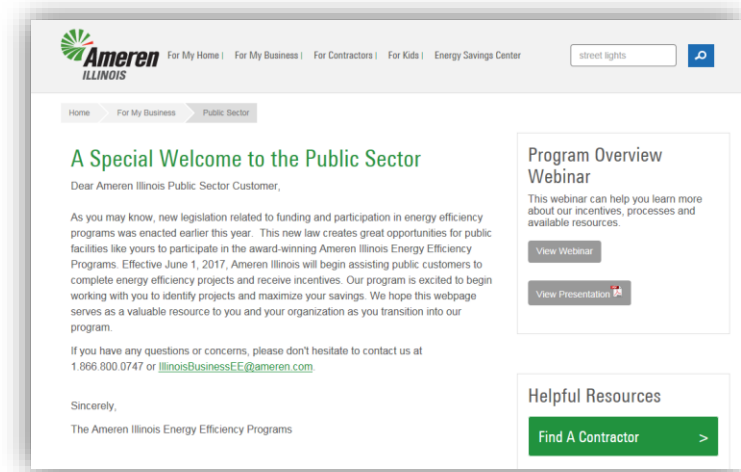 Ameren
ILLINOIS
For My Home | For My Business | For Contractors | For Kids | Energy Savings Center
street lights
Home For My Business Public Sector
A Special Welcome to the Public Sector
Dear Ameren Illinois Public Sector Customer,
As you may know, new legislation related to funding and participation in energy efficiency
programs was enacted earlier this year. This new law creates great opportunities for public
facilities like yours to participate in the award-winning Ameren Illinois Energy Efficiency
Programs. Effective June 1, 2017, Ameren Illinois will begin assisting public customers to
complete energy efficiency projects and receive incentives. Our program is excited to begin
working with you to identify projects and maximize your savings. We hope this webpage
serves as a valuable resource to you and your organization as you transition into our
program.
If you have any questions or concerns, please don't hesitate to contact us at
1.866.800.0747 or IllinoisBusinessEE@ameren.com.
Sincerely,
The Ameren Illinois Energy Efficiency Programs
Program Overview
Webinar
This webinar can help you learn more
about our incentives, processes and
available resources.
View Webinar
View Presentation
Helpful Resources
Find A Contractor >